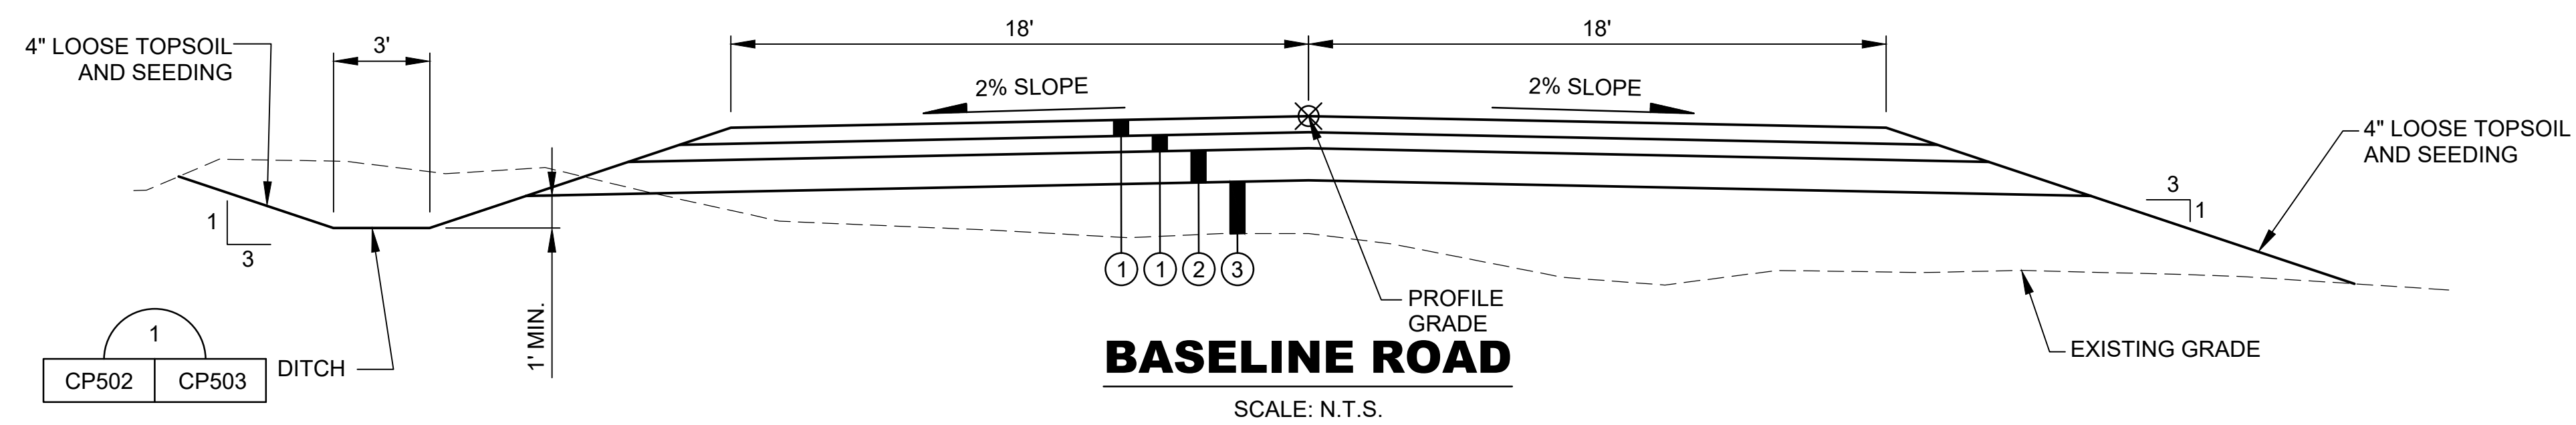 18'
18'
4" LOOSE TOPSOIL
AND SEEDING
3'
2% SLOPE
2% SLOPE
4" LOOSE TOPSOIL
AND SEEDING
3
1
1
3
1
1
2
3
PROFILE
GRADE
1' MIN.
1
CP502
CP503
DITCH
EXISTING GRADE
BASELINE ROAD
SCALE: N.T.S.